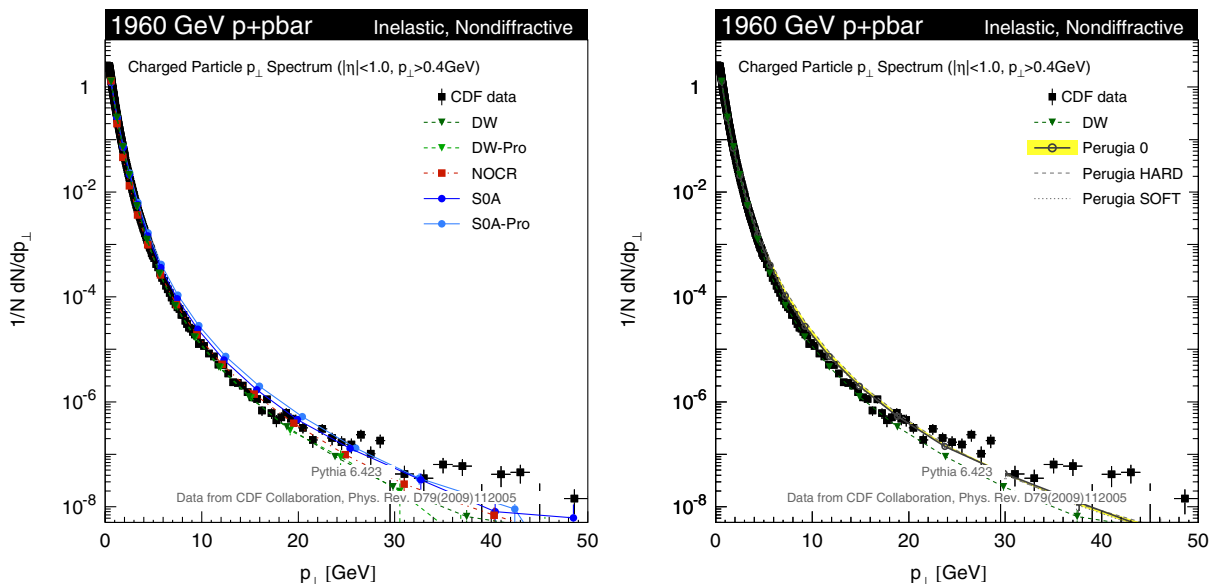 1960 GeV p+pbar Inelastic, Nondiffractive
Charged Particle p⊥ Spectrum (|η|<1.0, p⊥>0.4GeV)
CDF data
DW
DW-Pro
NOCR
S0A
S0A-Pro
1/N dN/dp⊥
1
10^-2
10^-4
10^-6
10^-8
Pythia 6.423
Data from CDF Collaboration, Phys. Rev. D79(2009)112005
0 10 20 30 40 50
p⊥ [GeV]
1960 GeV p+pbar Inelastic, Nondiffractive
Charged Particle p⊥ Spectrum (|η|<1.0, p⊥>0.4GeV)
CDF data
DW
Perugia 0
Perugia HARD
Perugia SOFT
1/N dN/dp⊥
1
10^-2
10^-4
10^-6
10^-8
Pythia 6.423
Data from CDF Collaboration, Phys. Rev. D79(2009)112005
0 10 20 30 40 50
p⊥ [GeV]